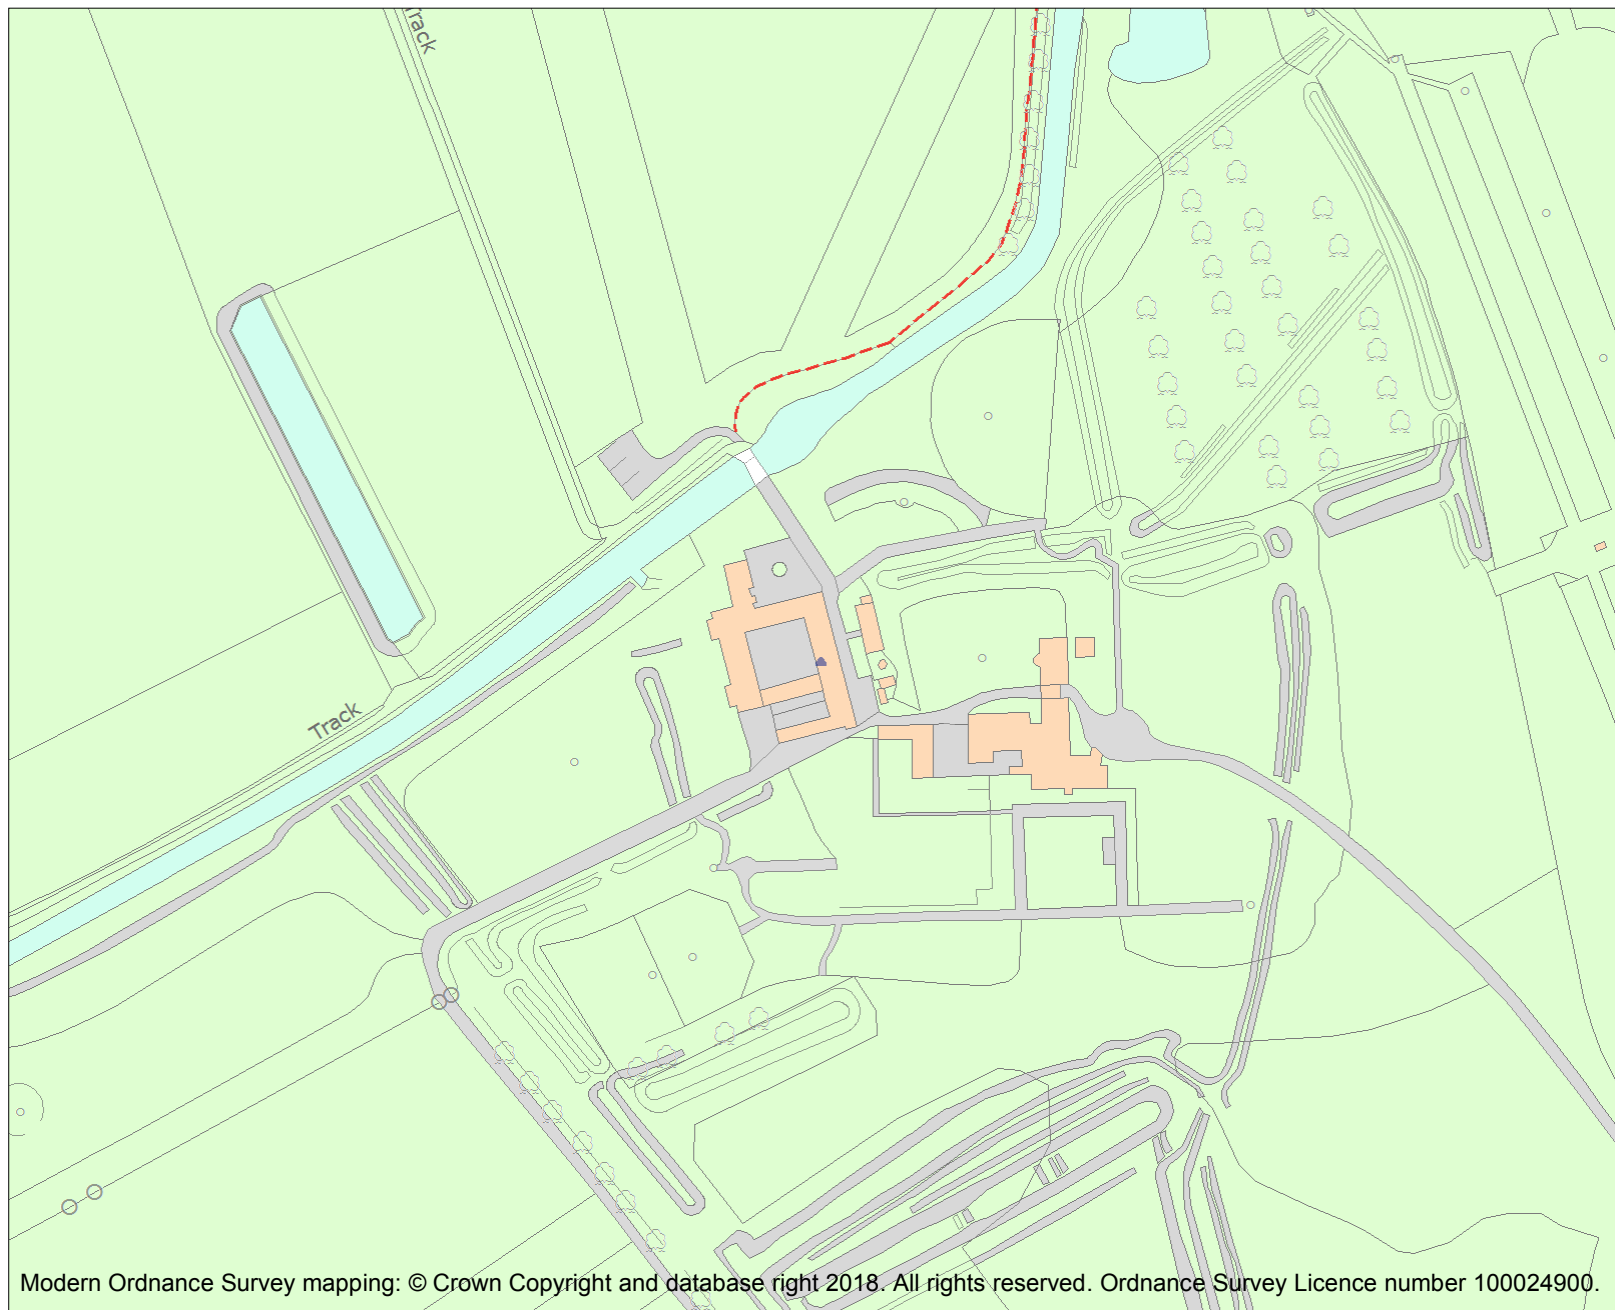 Track
Track
Modern Ordnance Survey mapping: © Crown Copyright and database right 2018. All rights reserved. Ordnance Survey Licence number 100024900.